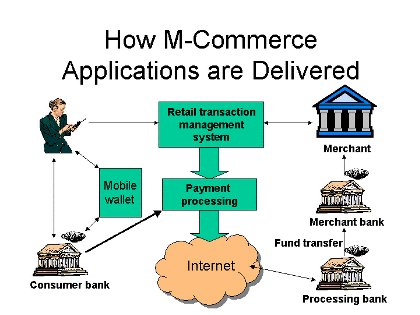 How M-Commerce
Applications are Delivered
Retail transaction
management
system
Merchant
Mobile
wallet
Payment
processing
Merchant bank
Fund transfer
Internet
Consumer bank
Processing bank